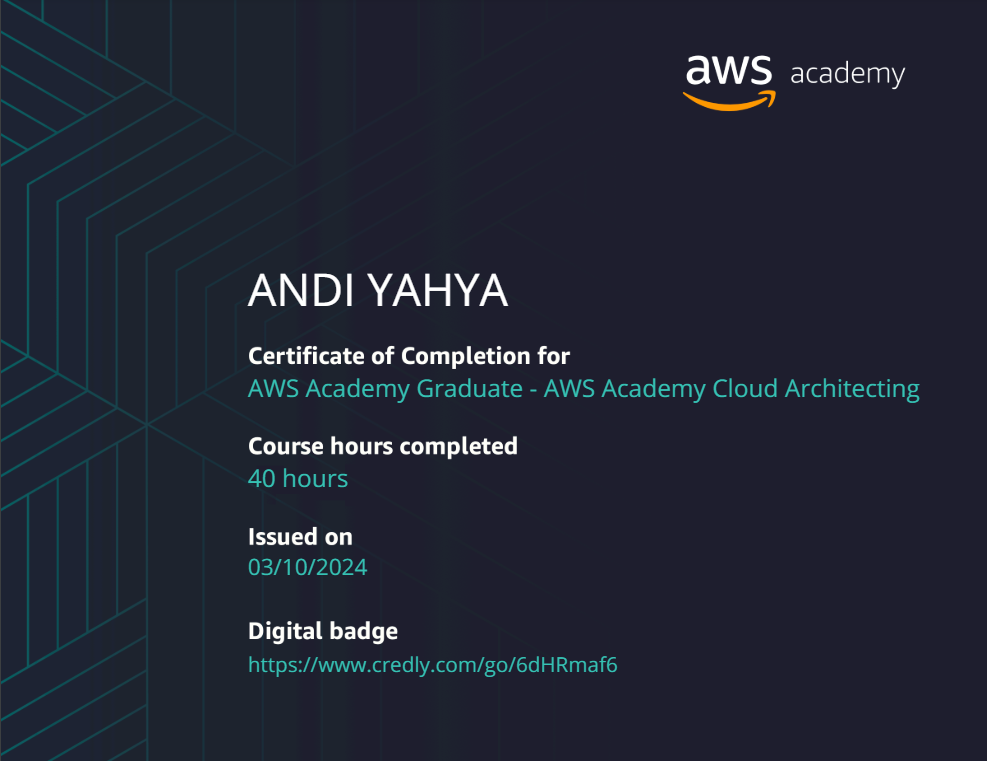 aws academy
ANDI YAHYA
Certificate of Completion for
AWS Academy Graduate - AWS Academy Cloud Architecting
Course hours completed
40 hours
Issued on
03/10/2024
Digital badge
https://www.credly.com/go/6dHRmaf6